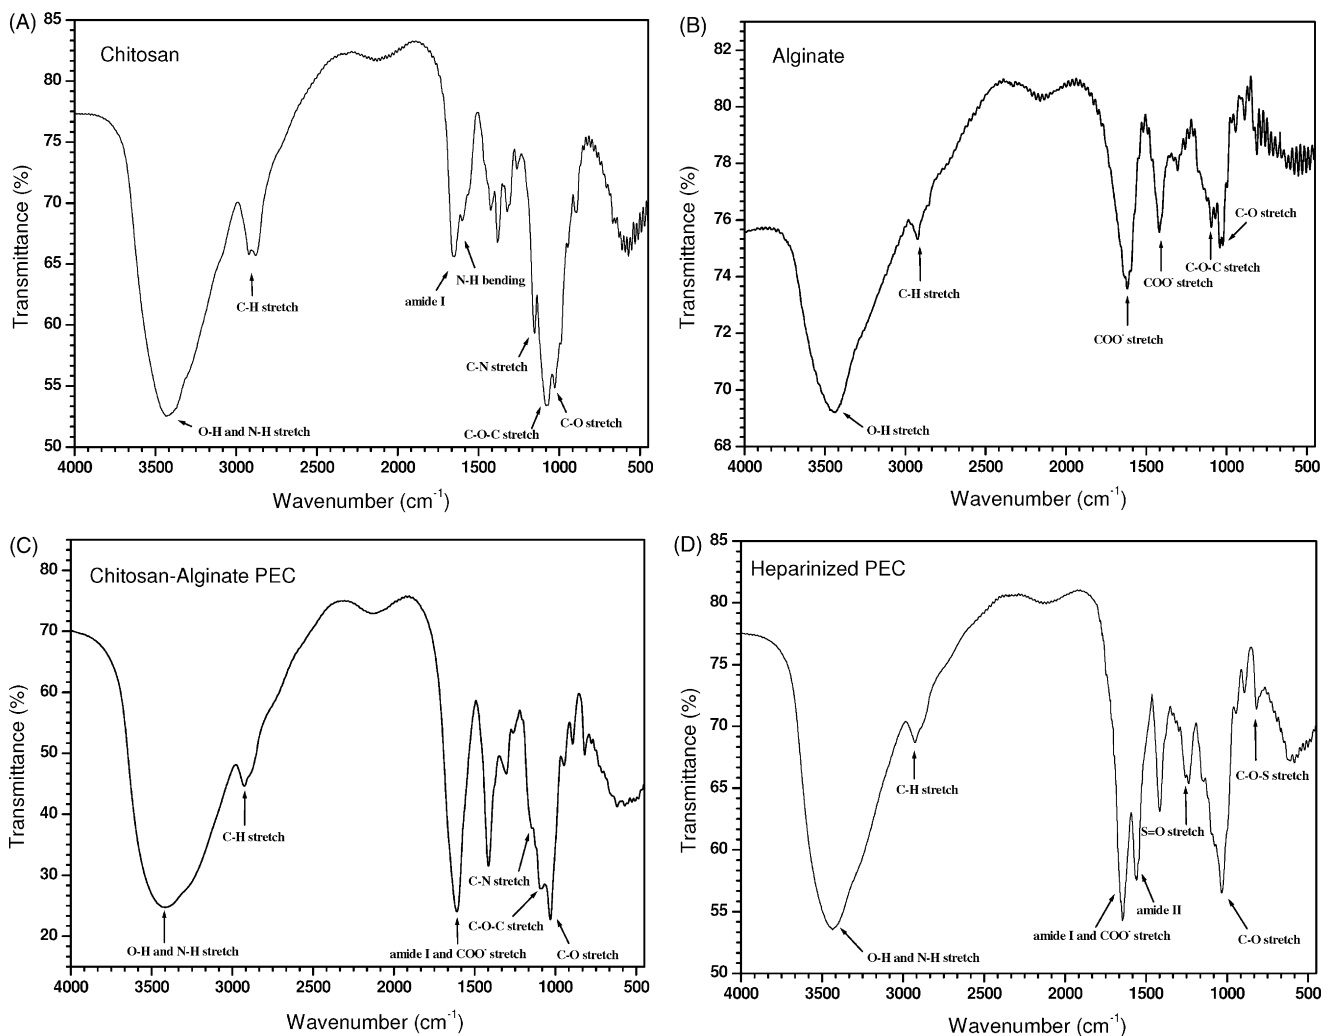 (A)
Chitosan
85
80
75
70
65
60
55
50
Transmittance (%)
C-H stretch
amide I
N-H bending
C-N stretch
O-H and N-H stretch
C-O-C stretch
C-O stretch
4000 3500 3000 2500 2000 1500 1000 500
Wavenumber (cm⁻¹)
(B)
Alginate
82
80
78
76
74
72
70
68
Transmittance (%)
C-O stretch
C-O-C stretch
COO⁻ stretch
C-H stretch
COO⁻ stretch
O-H stretch
4000 3500 3000 2500 2000 1500 1000 500
Wavenumber (cm⁻¹)
(C)
Chitosan-Alginate PEC
80
70
60
50
40
30
20
Transmittance (%)
C-H stretch
C-N stretch
C-O-C stretch
O-H and N-H stretch
amide I and COO⁻ stretch
C-O stretch
4000 3500 3000 2500 2000 1500 1000 500
Wavenumber (cm⁻¹)
(D)
Heparinized PEC
85
80
75
70
65
60
55
50
Transmittance (%)
C-O-S stretch
C-H stretch
S=O stretch
amide II
amide I and COO⁻ stretch
C-O stretch
O-H and N-H stretch
4000 3500 3000 2500 2000 1500 1000 500
Wavenumber (cm⁻¹)